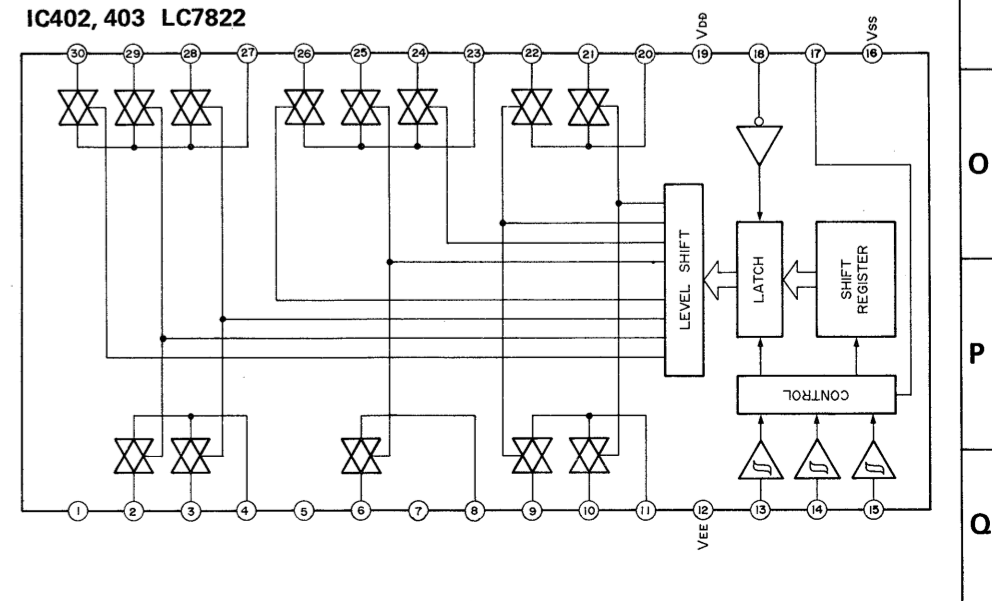 IC402, 403 LC7822
VDD
VSS
30 29 28 27 26 25 24 23 22 21 20 19 18 17 16
O
LEVEL SHIFT
LATCH
SHIFT
REGISTER
P
CONTROL
1 2 3 4 5 6 7 8 9 10 11 12 13 14 15
VEE
Q